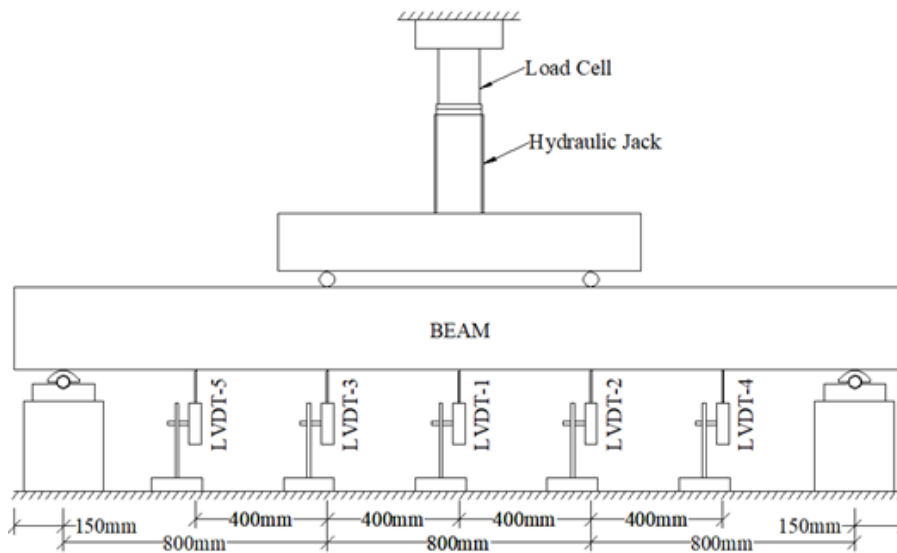 Load Cell
Hydraulic Jack
BEAM
LVDT-5
LVDT-3
LVDT-1
LVDT-2
LVDT-4
150mm
400mm
400mm
400mm
400mm
150mm
800mm
800mm
800mm